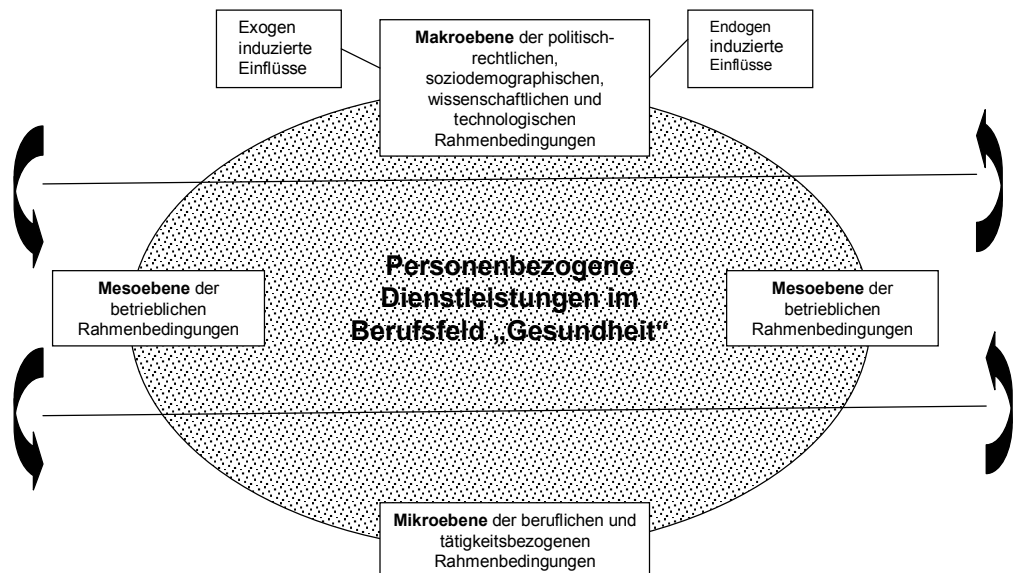 Exogen
induzierte
Einflüsse
Makroebene der politisch-
rechtlichen,
soziodemographischen,
wissenschaftlichen und
technologischen
Rahmenbedingungen
Endogen
induzierte
Einflüsse
Mesoebene der
betrieblichen
Rahmenbedingungen
Personenbezogene
Dienstleistungen im
Berufsfeld „Gesundheit“
Mesoebene der
betrieblichen
Rahmenbedingungen
Mikroebene der beruflichen und
tätigkeitsbezogenen
Rahmenbedingungen